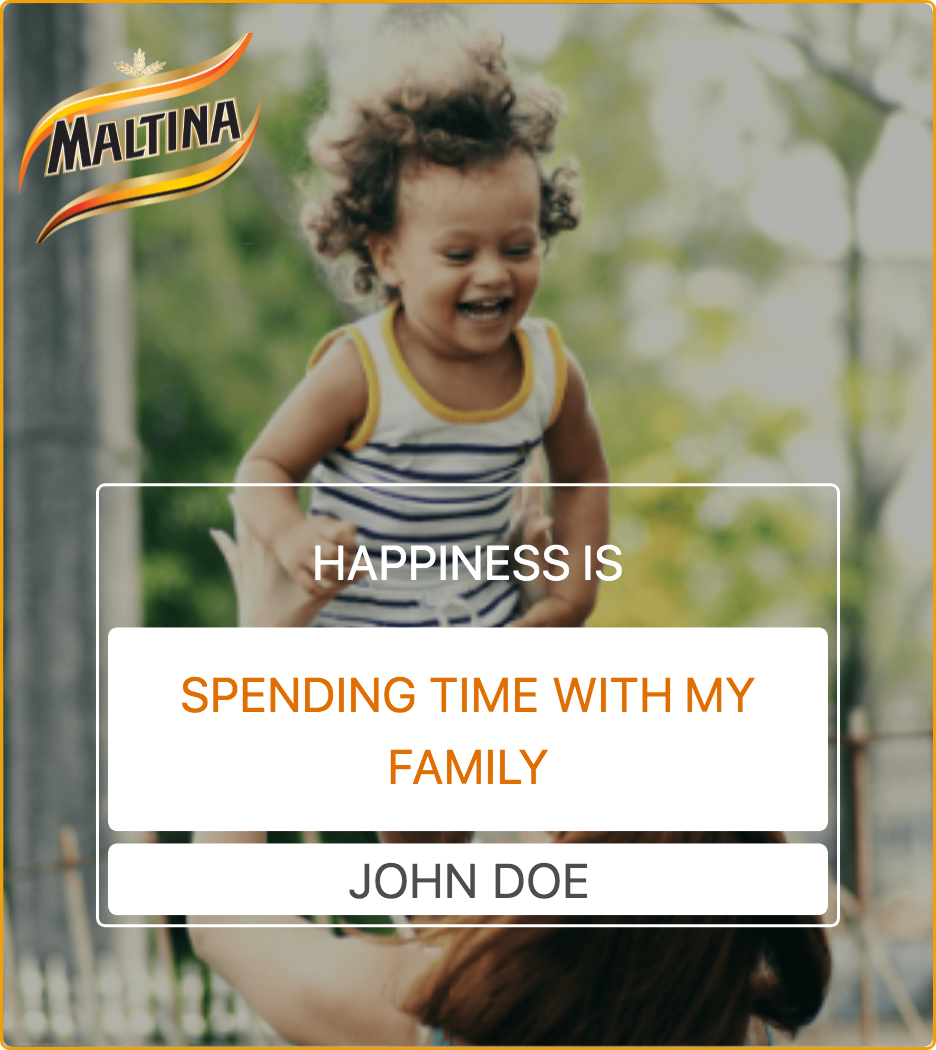 MALTINA
HAPPINESS IS
SPENDING TIME WITH MY
FAMILY
JOHN DOE